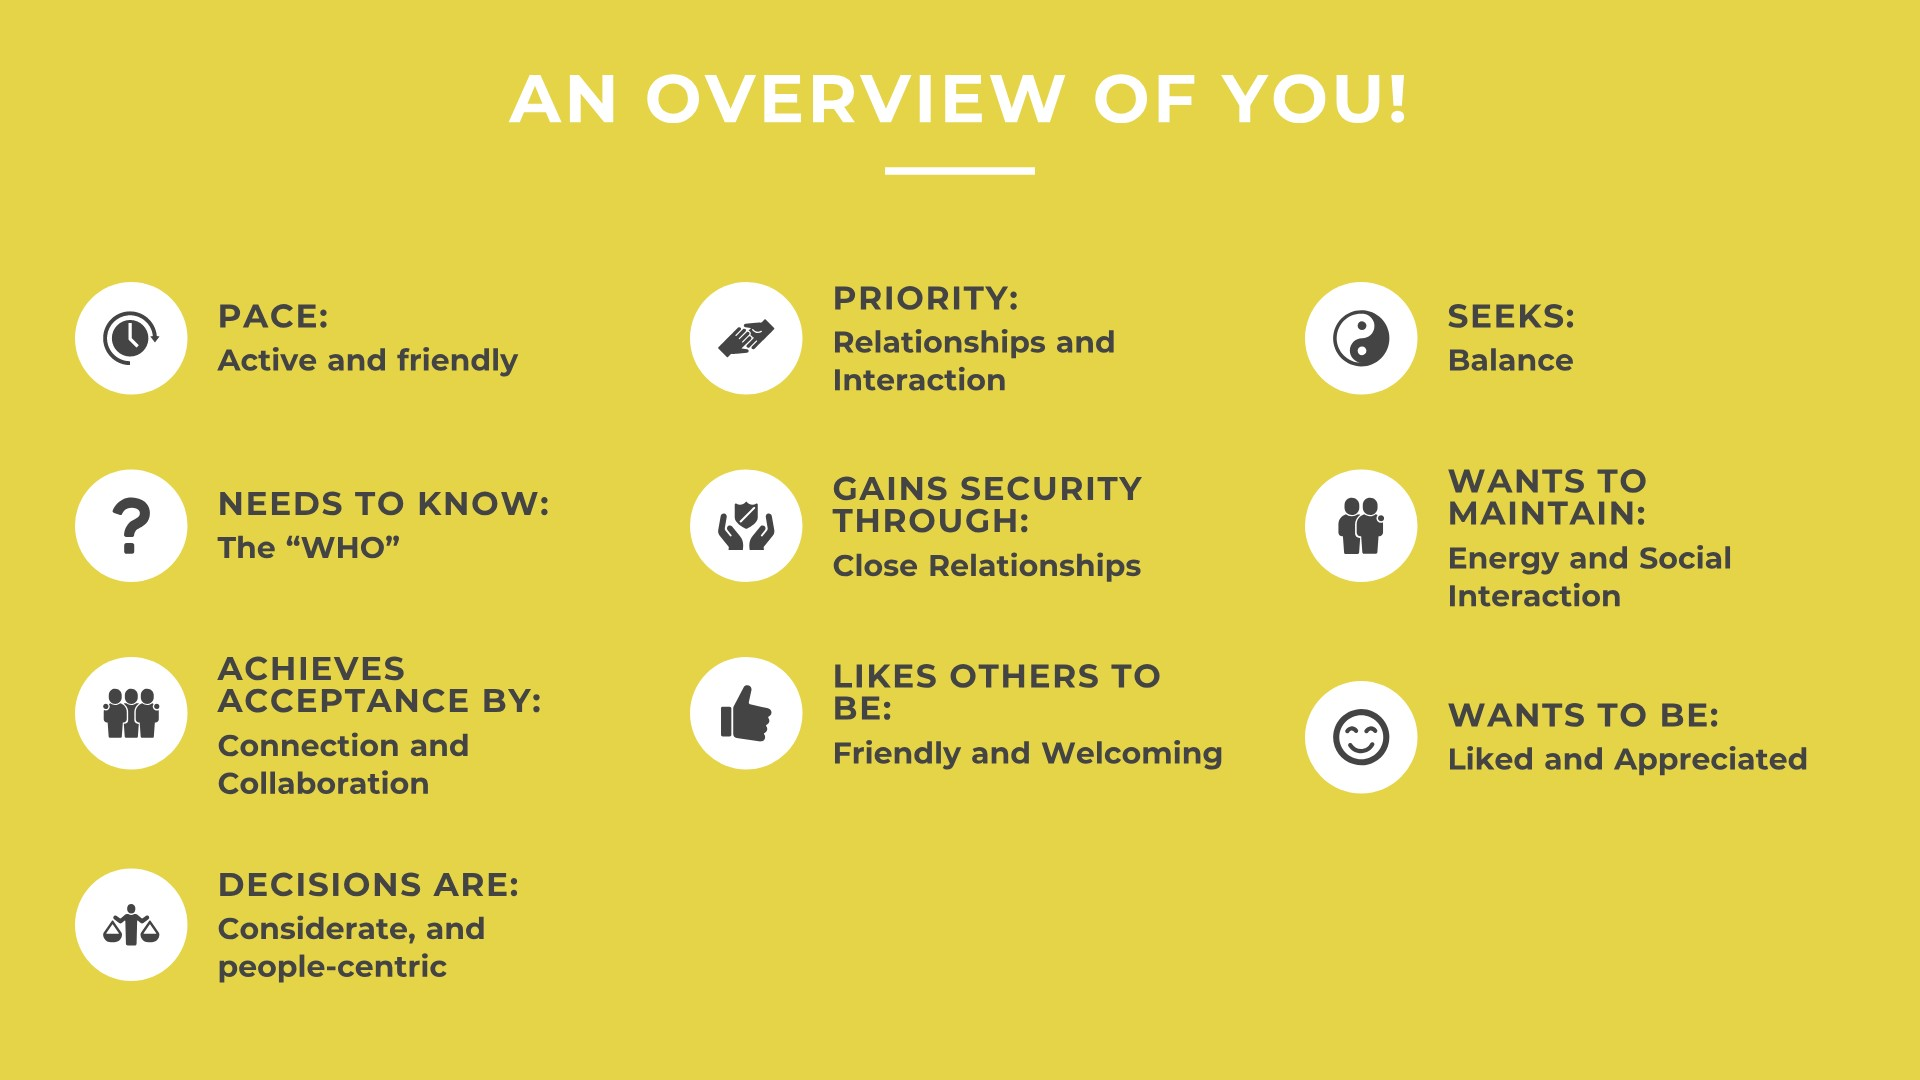 AN OVERVIEW OF YOU!
PACE:
Active and friendly
PRIORITY:
Relationships and
Interaction
SEEKS:
Balance
NEEDS TO KNOW:
The “WHO”
GAINS SECURITY
THROUGH:
Close Relationships
WANTS TO
MAINTAIN:
Energy and Social
Interaction
ACHIEVES
ACCEPTANCE BY:
Connection and
Collaboration
LIKES OTHERS TO
BE:
Friendly and Welcoming
WANTS TO BE:
Liked and Appreciated
DECISIONS ARE:
Considerate, and
people-centric